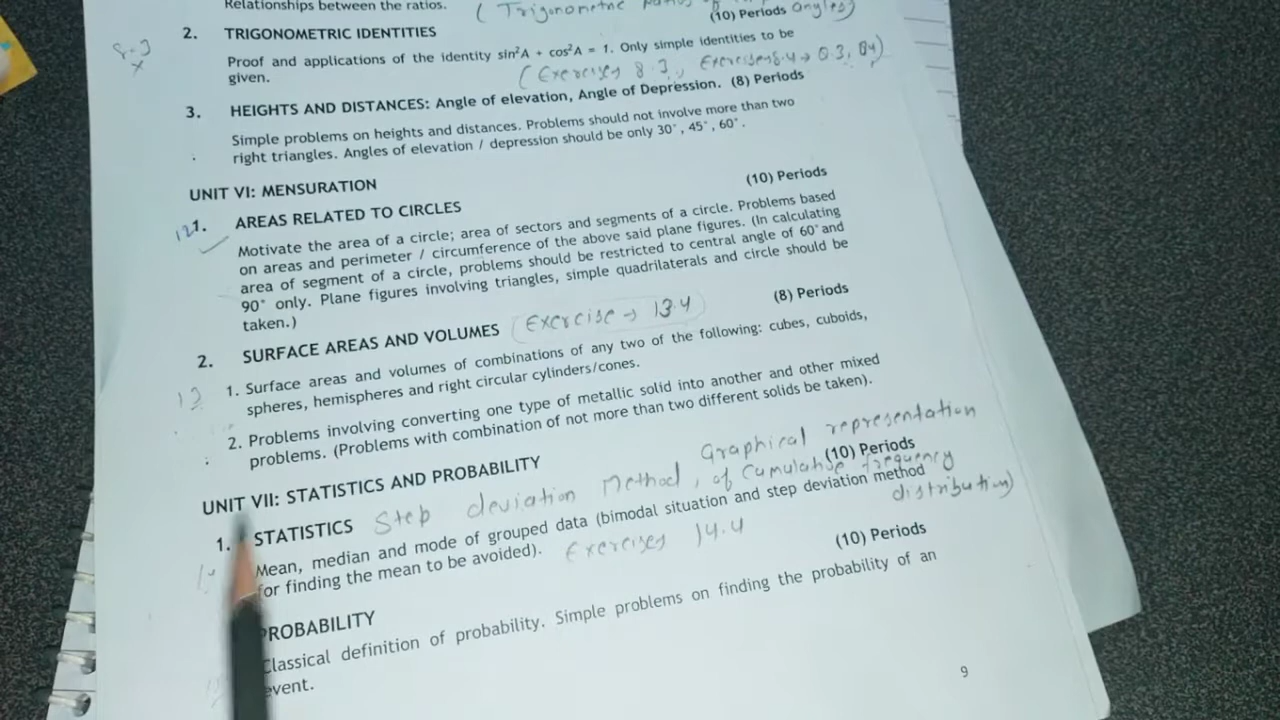 Relationships between the ratios.
(Trigonometric Ratios of angles)
(10) Periods
8.3
×
2. TRIGONOMETRIC IDENTITIES
Proof and applications of the identity sin²A + cos²A = 1. Only simple identities to be
given.
(Exercises 8.3, Exercises 8.4 → Q.3, Q4)
3. HEIGHTS AND DISTANCES: Angle of elevation, Angle of Depression. (8) Periods
Simple problems on heights and distances. Problems should not involve more than two
right triangles. Angles of elevation / depression should be only 30°, 45°, 60°.
UNIT VI: MENSURATION
(10) Periods
12 1. AREAS RELATED TO CIRCLES
Motivate the area of a circle; area of sectors and segments of a circle. Problems based
on areas and perimeter / circumference of the above said plane figures. (In calculating
area of segment of a circle, problems should be restricted to central angle of 60° and
90° only. Plane figures involving triangles, simple quadrilaterals and circle should be
taken.)
2. SURFACE AREAS AND VOLUMES (Exercise → 13.4) (8) Periods
13 1. Surface areas and volumes of combinations of any two of the following: cubes, cuboids,
spheres, hemispheres and right circular cylinders/cones.
2. Problems involving converting one type of metallic solid into another and other mixed
problems. (Problems with combination of not more than two different solids be taken).
UNIT VII: STATISTICS AND PROBABILITY
(10) Periods
1. STATISTICS Step deviation Method, Graphical representation
of Cumulative frequency
distribution)
Mean, median and mode of grouped data (bimodal situation and step deviation method
for finding the mean to be avoided). Exercises 14.4
(10) Periods
PROBABILITY
Classical definition of probability. Simple problems on finding the probability of an
event.
9